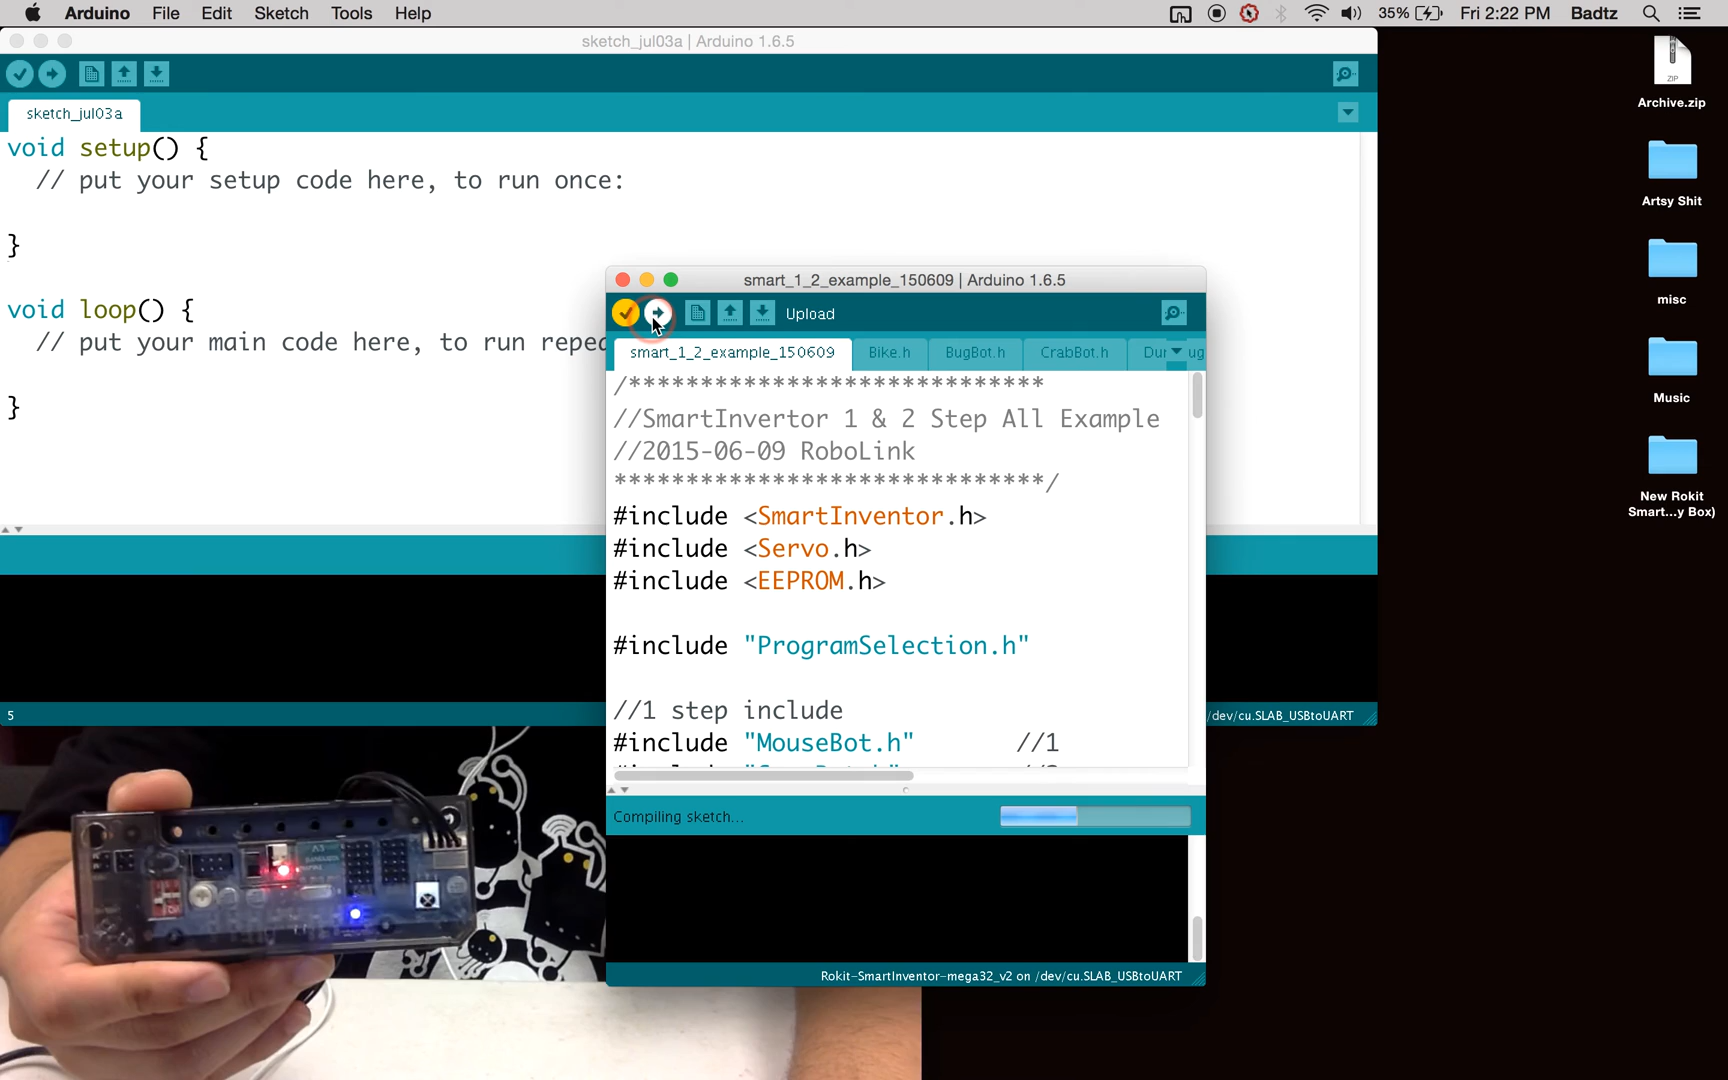 Arduino File Edit Sketch Tools Help
35% Fri 2:22 PM Badtz
sketch_jul03a | Arduino 1.6.5
sketch_jul03a
void setup() {
// put your setup code here, to run once:
}
void loop() {
// put your main code here, to run repea
}
5
/dev/cu.SLAB_USBtoUART
smart_1_2_example_150609 | Arduino 1.6.5
Upload
smart_1_2_example_150609 Bike.h BugBot.h CrabBot.h
/*****************************
//SmartInvertor 1 & 2 Step All Example
//2015-06-09 RoboLink
******************************/
#include <SmartInventor.h>
#include <Servo.h>
#include <EEPROM.h>
#include "ProgramSelection.h"
//1 step include
#include "MouseBot.h" //1
Compiling sketch...
Rokit-SmartInventor-mega32_v2 on /dev/cu.SLAB_USBtoUART
ZIP
Archive.zip
Artsy Shit
misc
Music
New Rokit
Smart...y Box)